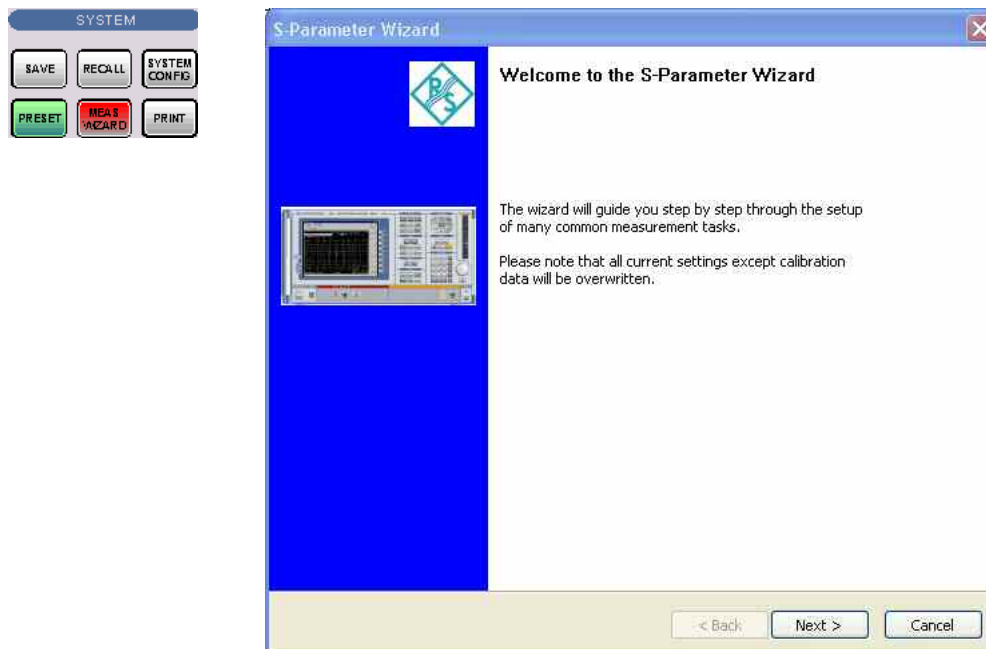 SYSTEM
SAVE
RECALL
SYSTEM
CONFIG
PRESET
MEAS
WIZARD
PRINT
S-Parameter Wizard
R
S
Welcome to the S-Parameter Wizard
The wizard will guide you step by step through the setup
of many common measurement tasks.
Please note that all current settings except calibration
data will be overwritten.
< Back
Next >
Cancel